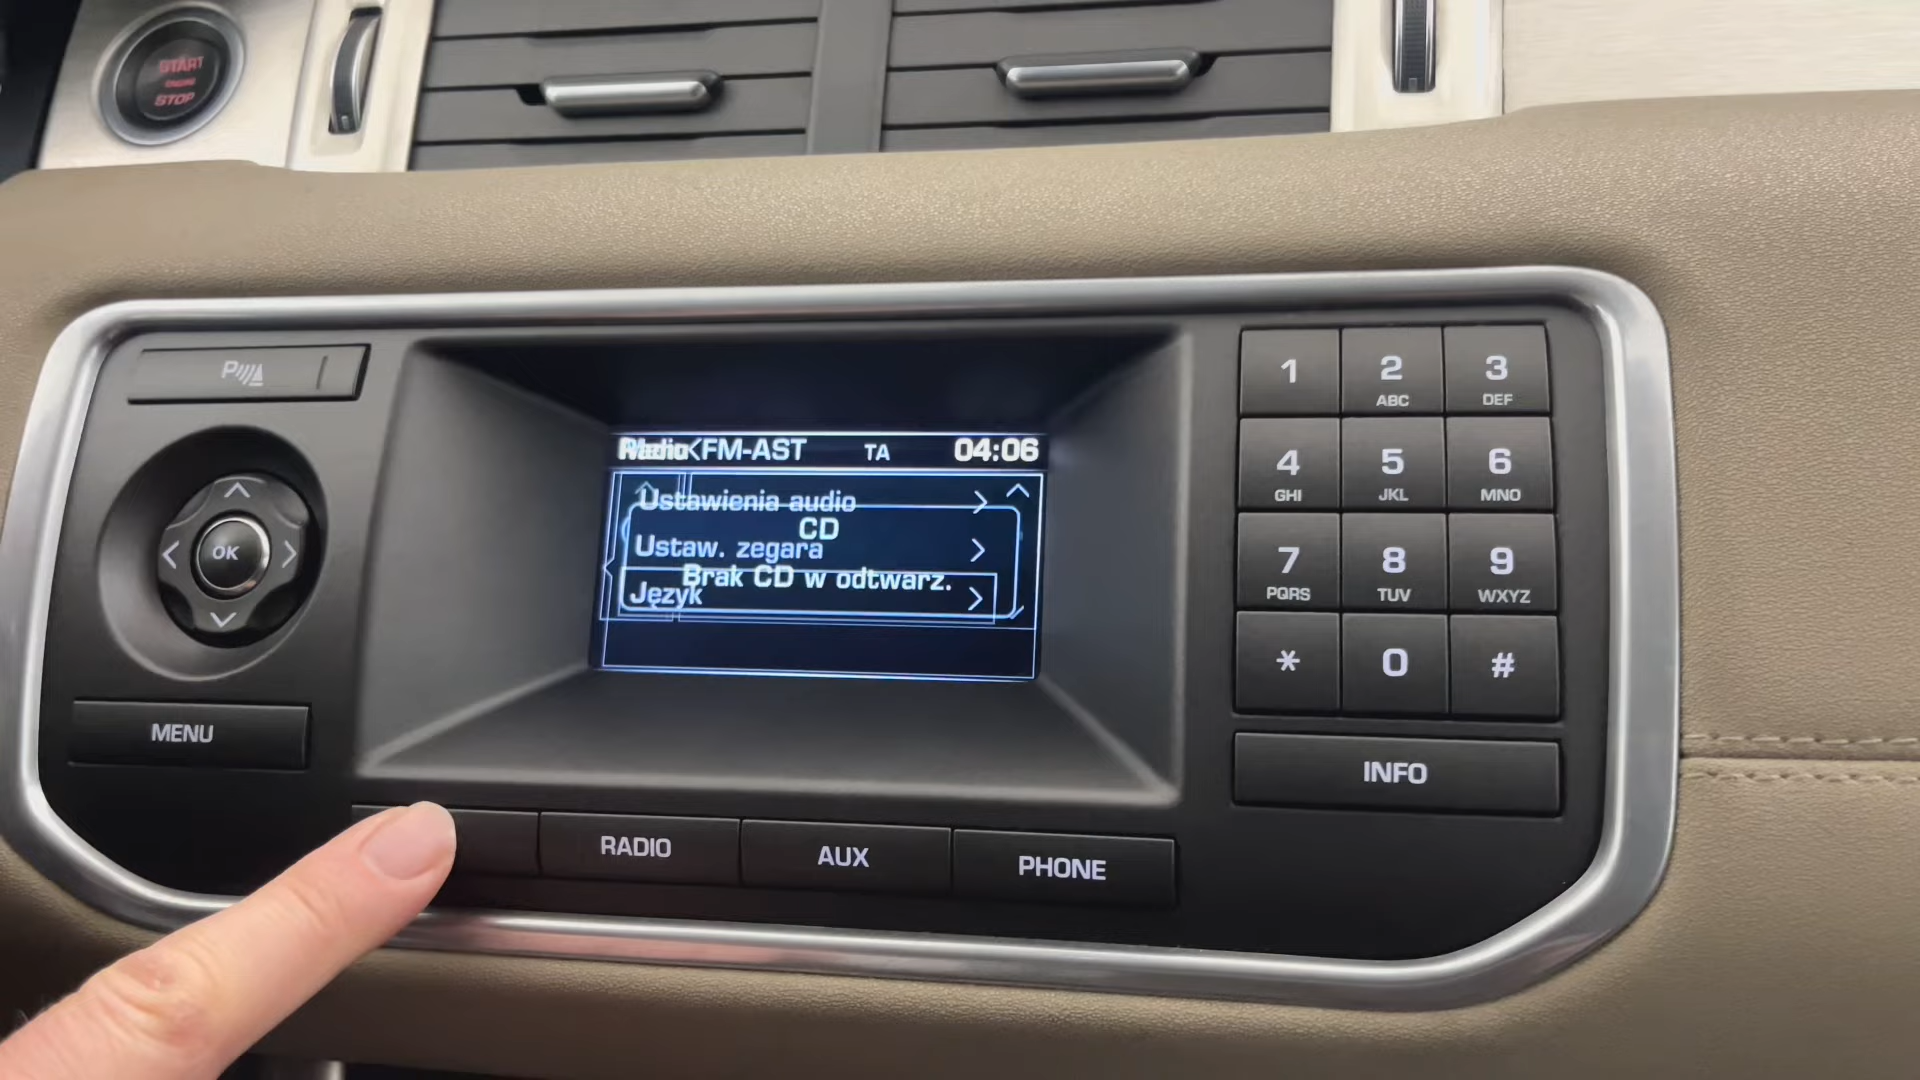 START
ENGINE
STOP
FM-AST TA 04:06
Ustawienia audio
CD
Ustaw. zegara
Brak CD w odtwarz.
Język
P
OK
MENU
RADIO
AUX
PHONE
1
2 ABC
3 DEF
4 GHI
5 JKL
6 MNO
7 PQRS
8 TUV
9 WXYZ
*
0
#
INFO